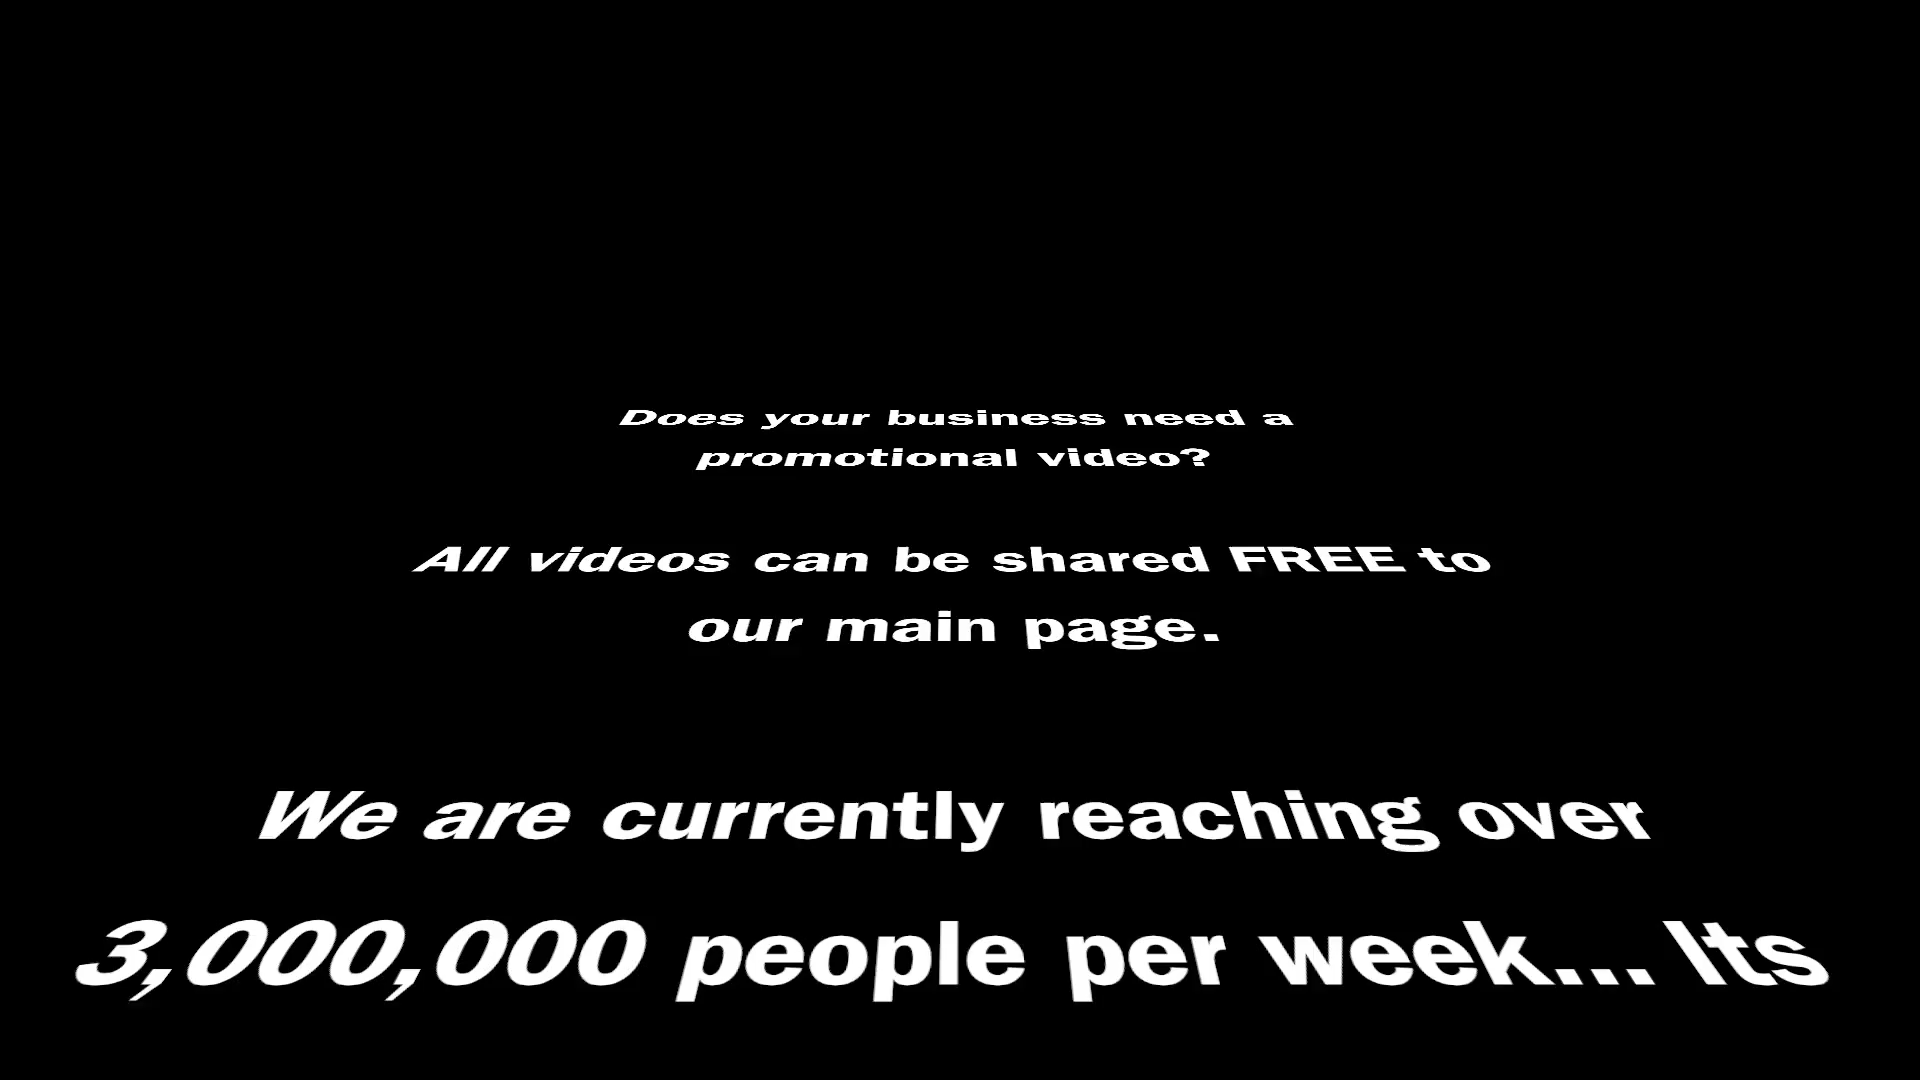 Does your business need a
promotional video?
All videos can be shared FREE to
our main page.
We are currently reaching over
3,000,000 people per week... Its